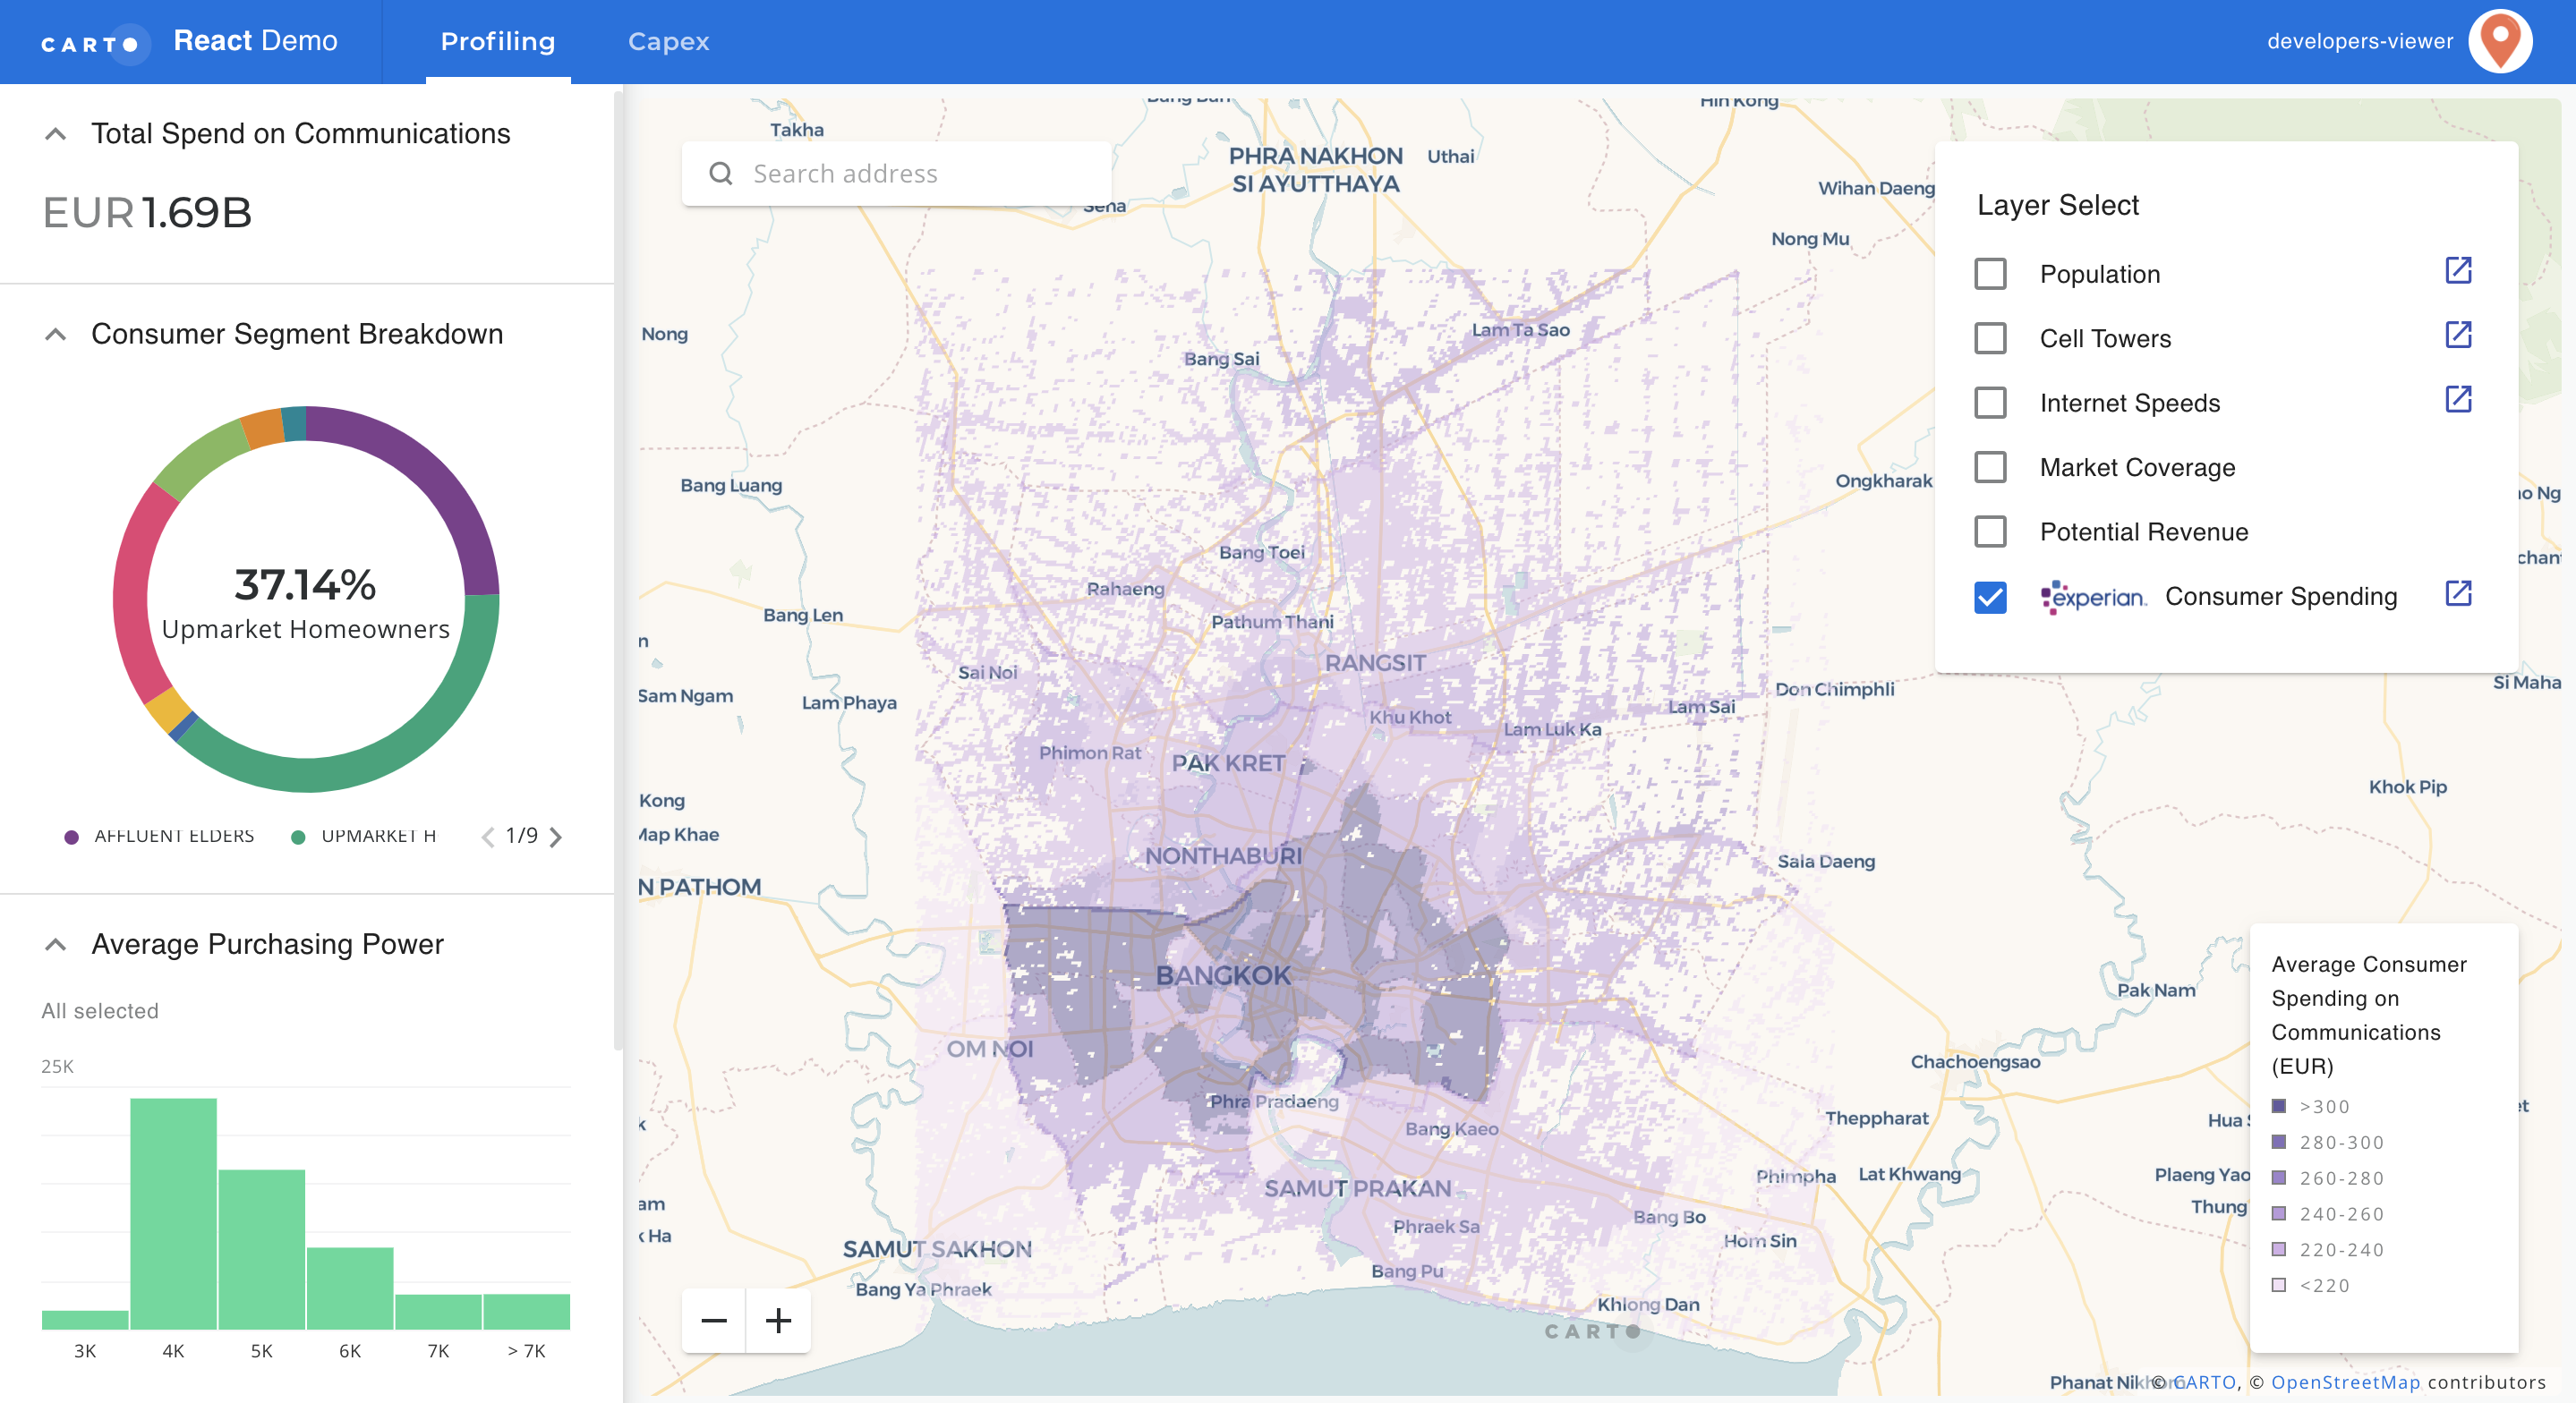 CARTO React Demo
Profiling
Capex
developers-viewer
Total Spend on Communications
EUR 1.69B
Consumer Segment Breakdown
37.14%
Upmarket Homeowners
AFFLUENT ELDERS
UPMARKET H
1/9
Average Purchasing Power
All selected
25K
3K 4K 5K 6K 7K > 7K
Search address
Takha
Hin Kong
PHRA NAKHON
SI AYUTTHAYA
Uthai
Wihan Daeng
Sena
Nong Mu
Nong
Lam Ta Sao
Bang Sai
Bang Luang
Ongkharak
Bang Toei
Rahaeng
Bang Len
Pathum Thani
RANGSIT
Sai Noi
Sam Ngam
Lam Phaya
Don Chimphli
Si Maha
Lam Sai
Khu Khot
Lam Luk Ka
Phimon Rat
PAK KRET
Khok Pip
Kong
Map Khae
NONTHABURI
Sala Daeng
N PATHOM
BANGKOK
Pak Nam
OM NOI
Chachoengsao
Phra Pradaeng
Bang Kaeo
Theppharat
Hua
Phimpha
Lat Khwang
Plaeng Yao
SAMUT PRAKAN
Thung
am
Bang Bo
Phraek Sa
k Ha
Hom Sin
SAMUT SAKHON
Bang Pu
Bang Ya Phraek
Khlong Dan
CARTO
Layer Select
Population
Cell Towers
Internet Speeds
Market Coverage
Potential Revenue
experian. Consumer Spending
Average Consumer
Spending on
Communications
(EUR)
>300
280-300
260-280
240-260
220-240
<220
Phanat Nikhom
© CARTO, © OpenStreetMap contributors